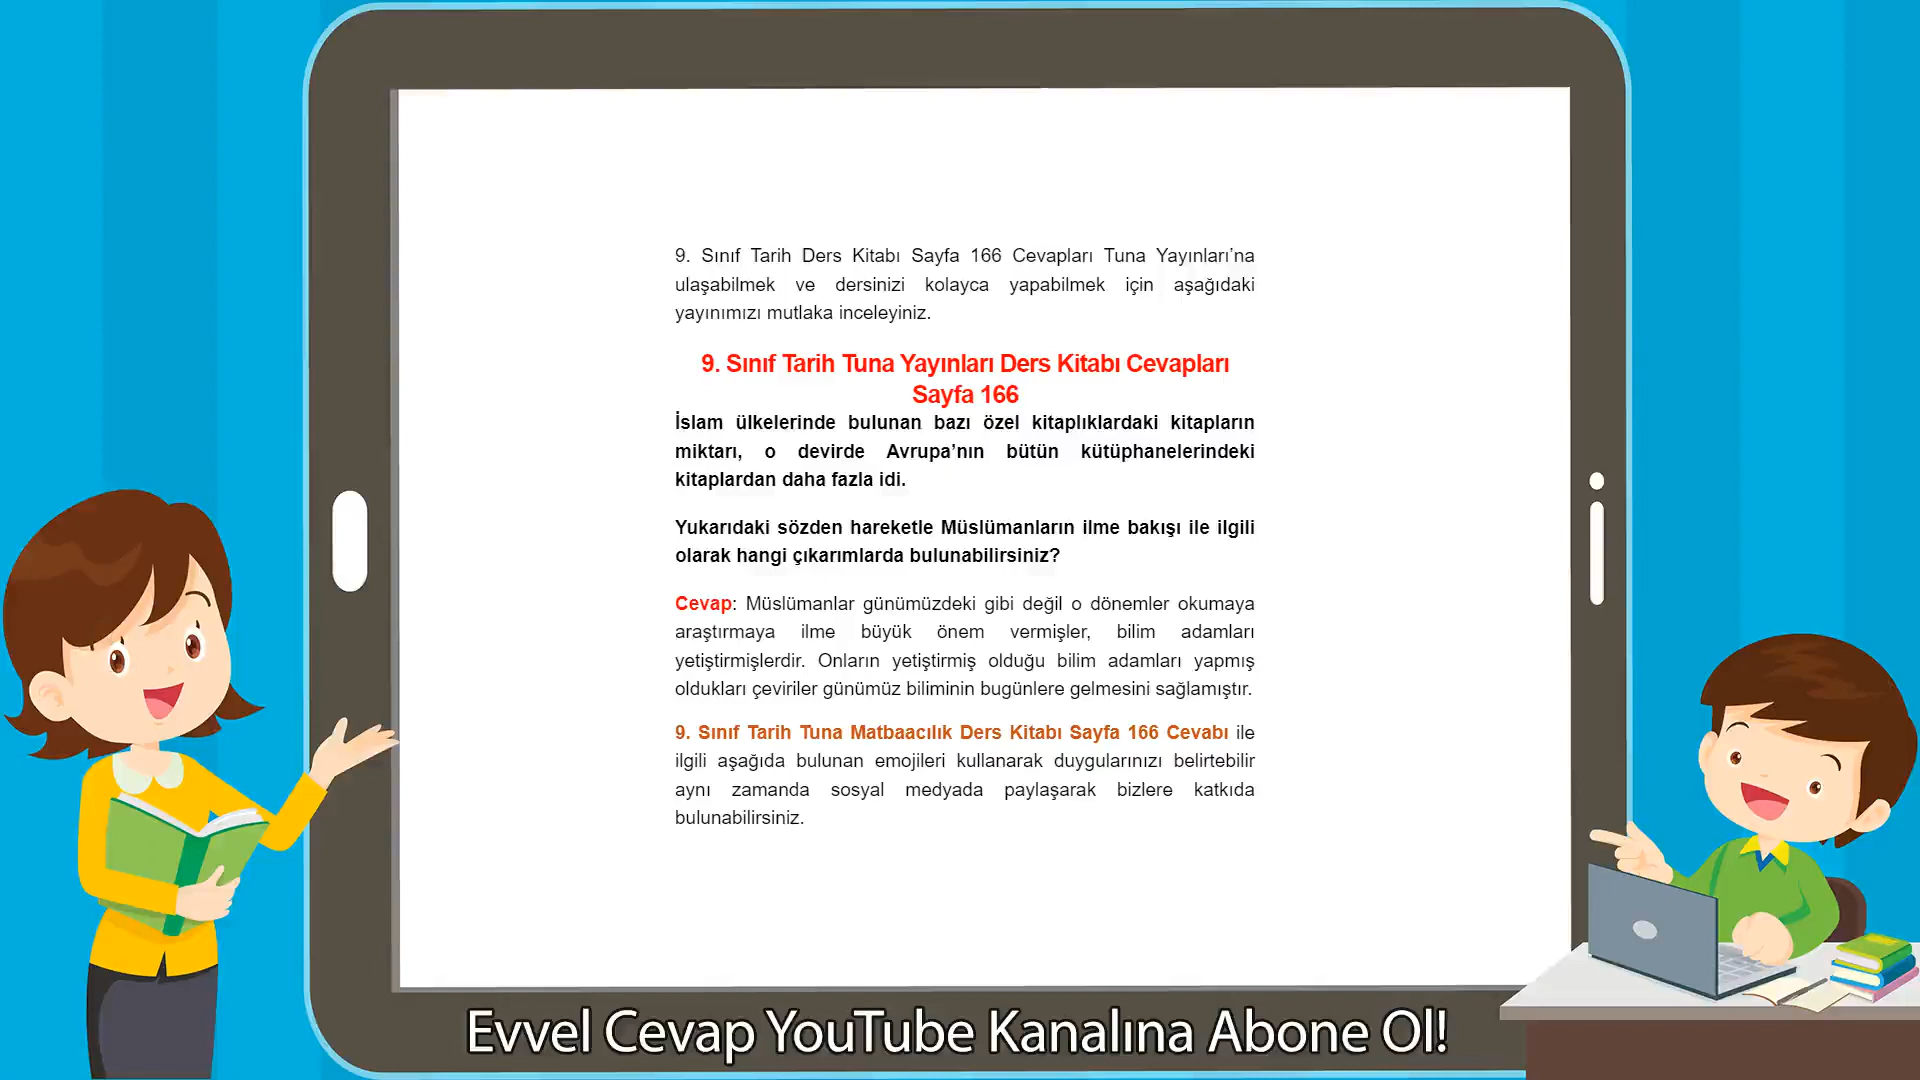 9. Sınıf Tarih Ders Kitabı Sayfa 166 Cevapları Tuna Yayınları’na
ulaşabilmek ve dersinizi kolayca yapabilmek için aşağıdaki
yayınımızı mutlaka inceleyiniz.
9. Sınıf Tarih Tuna Yayınları Ders Kitabı Cevapları
Sayfa 166
İslam ülkelerinde bulunan bazı özel kitaplıklardaki kitapların
miktarı, o devirde Avrupa’nın bütün kütüphanelerindeki
kitaplardan daha fazla idi.
Yukarıdaki sözden hareketle Müslümanların ilme bakışı ile ilgili
olarak hangi çıkarımlarda bulunabilirsiniz?
Cevap: Müslümanlar günümüzdeki gibi değil o dönemler okumaya
araştırmaya ilme büyük önem vermişler, bilim adamları
yetiştirmişlerdir. Onların yetiştirmiş olduğu bilim adamları yapmış
oldukları çeviriler günümüz biliminin bugünlere gelmesini sağlamıştır.
9. Sınıf Tarih Tuna Matbaacılık Ders Kitabı Sayfa 166 Cevabı ile
ilgili aşağıda bulunan emojileri kullanarak duygularınızı belirtebilir
aynı zamanda sosyal medyada paylaşarak bizlere katkıda
bulunabilirsiniz.
Evvel Cevap YouTube Kanalına Abone Ol!